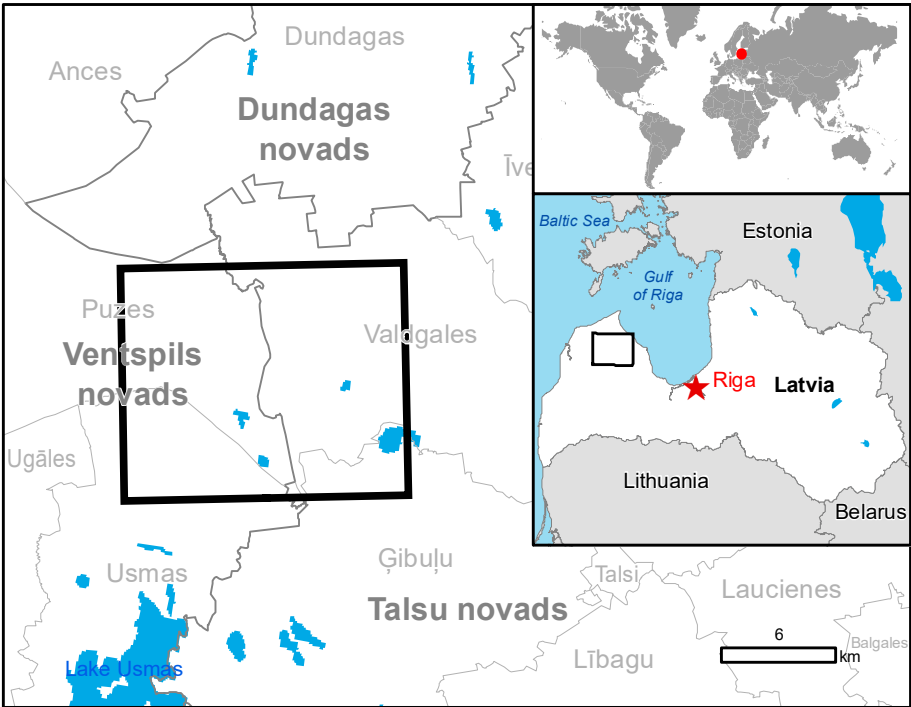 Dundagas
Ances
Dundagas
novads
Īve
Puzes
Valdgales
Ventspils
novads
Ugāles
Usmas
Ģibuļu
Talsi
Laucienes
Talsu novads
Lībagu
Balgales
Lake Usmas
6
km
Baltic Sea
Estonia
Gulf
of Riga
Riga
Latvia
Lithuania
Belarus